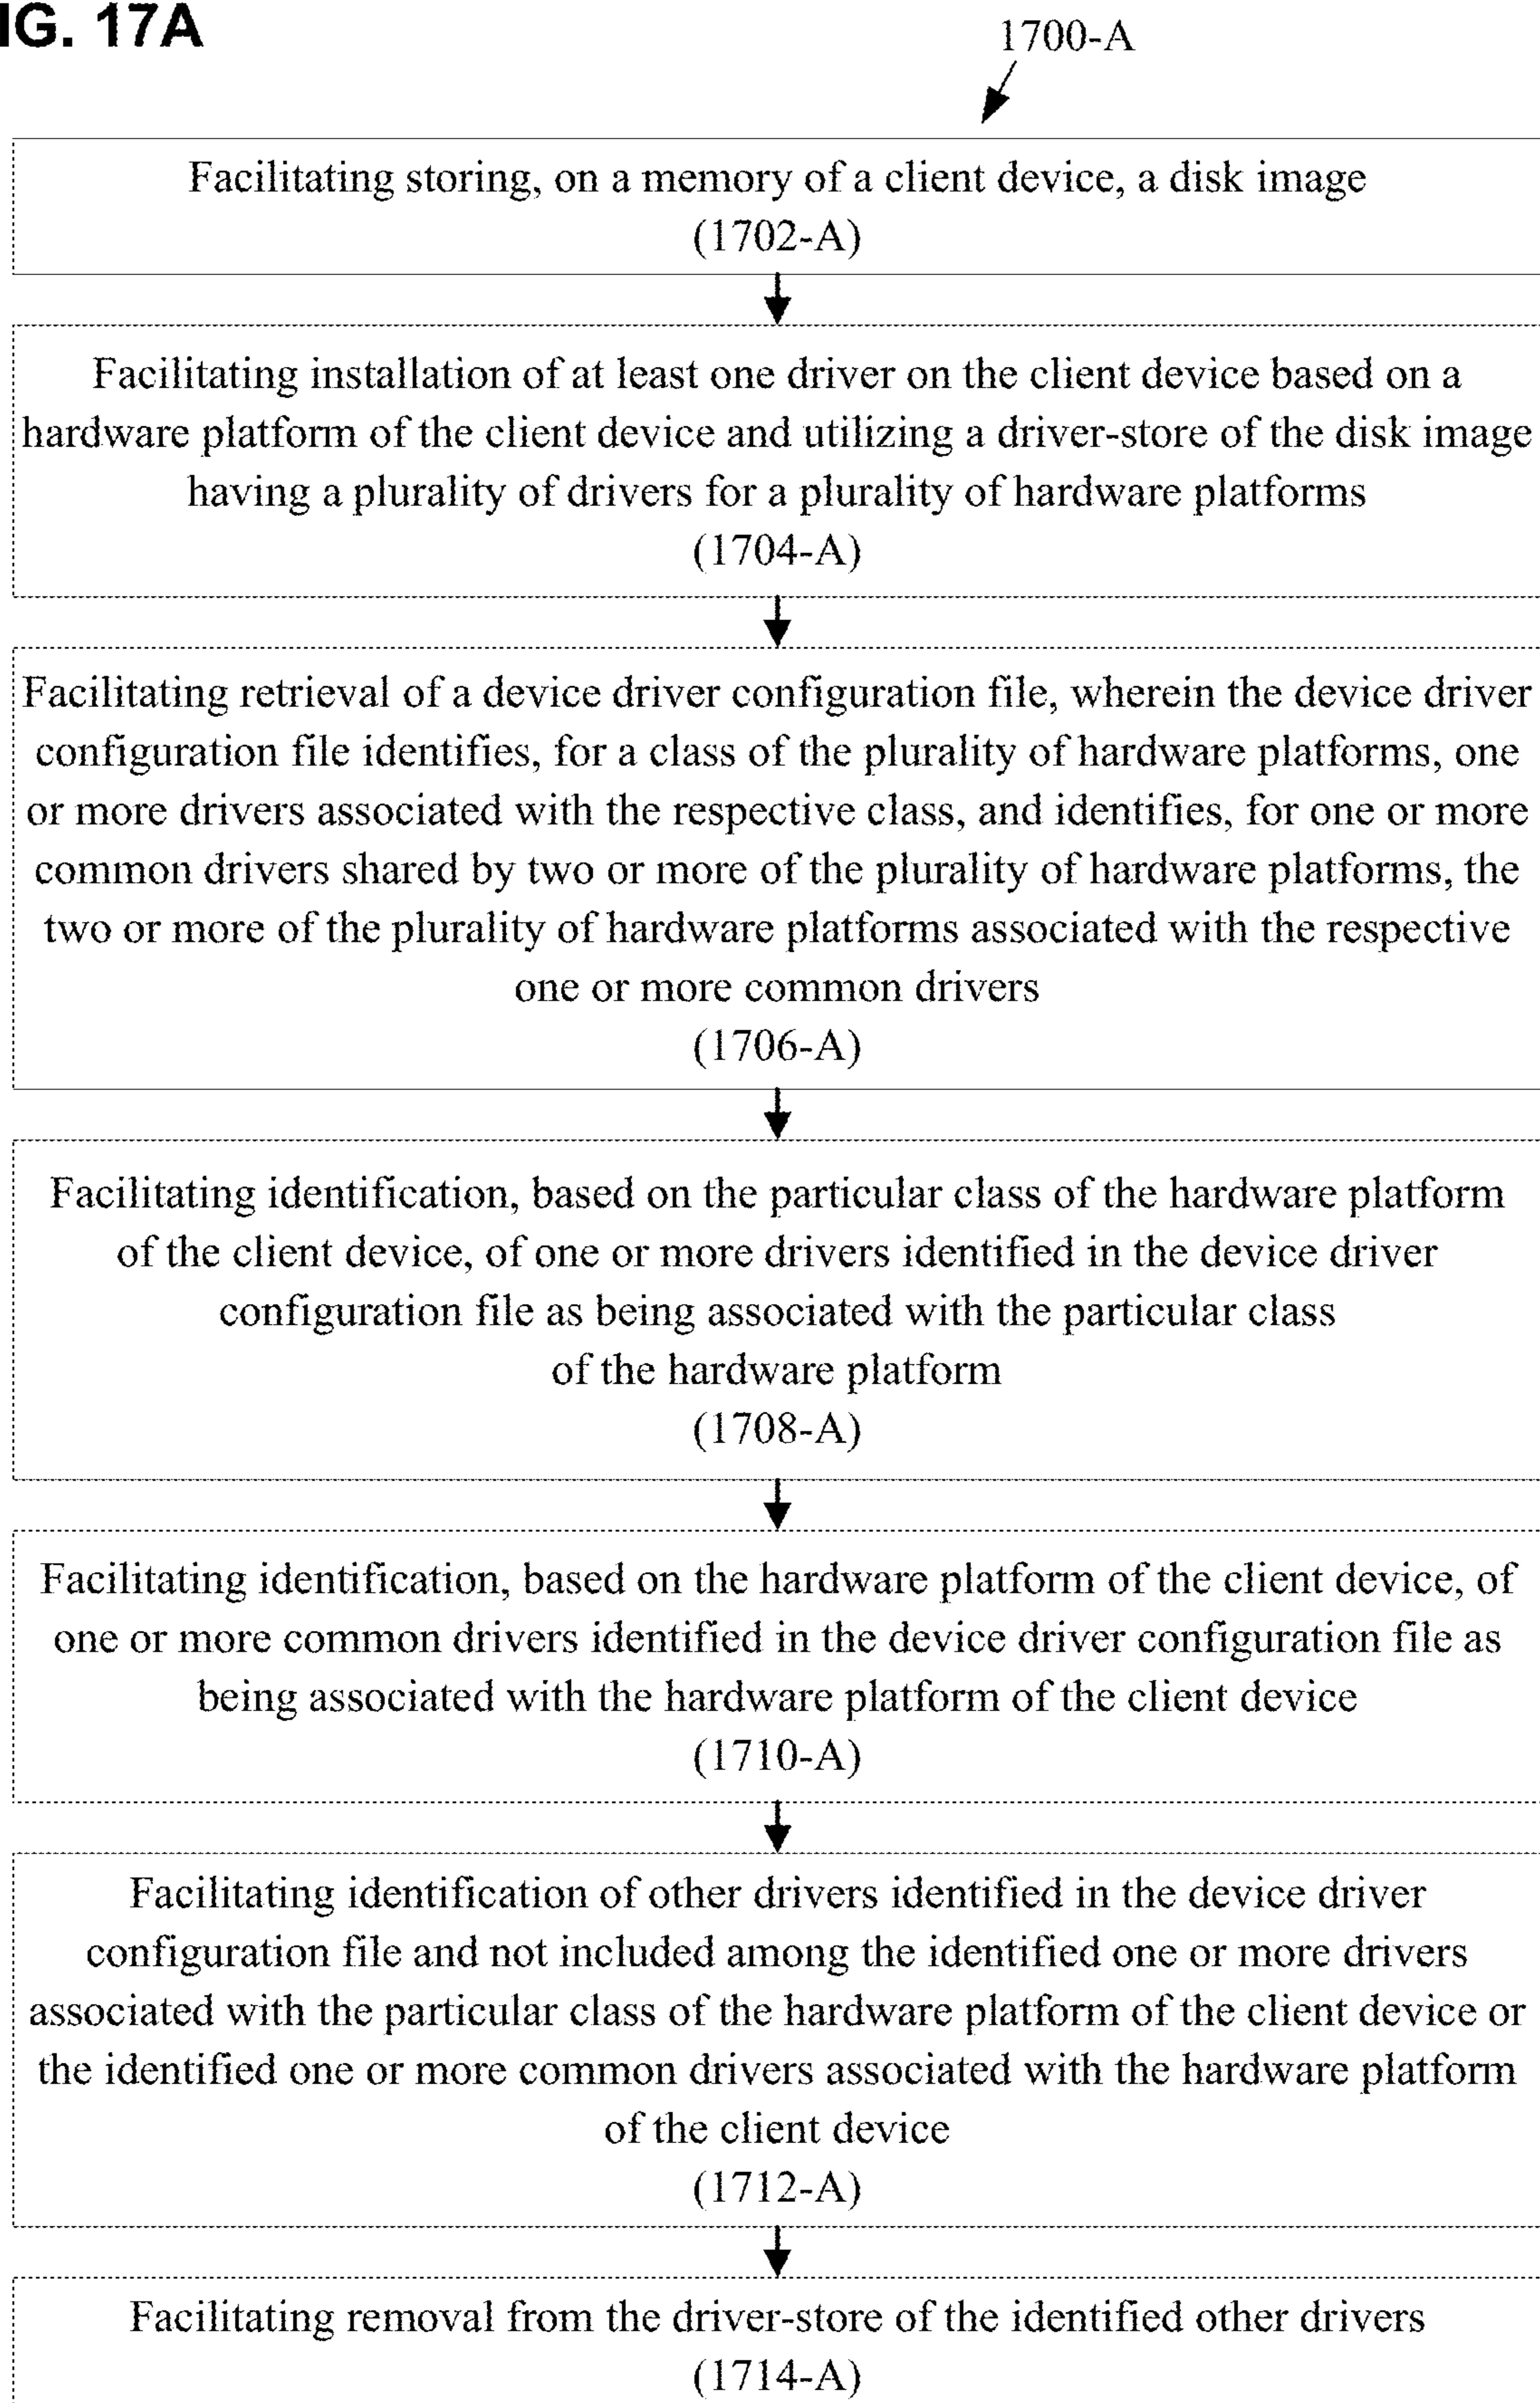 IG. 17A
1700-A
Facilitating storing, on a memory of a client device, a disk image
(1702-A)
Facilitating installation of at least one driver on the client device based on a
hardware platform of the client device and utilizing a driver-store of the disk image
having a plurality of drivers for a plurality of hardware platforms
(1704-A)
Facilitating retrieval of a device driver configuration file, wherein the device driver
configuration file identifies, for a class of the plurality of hardware platforms, one
or more drivers associated with the respective class, and identifies, for one or more
common drivers shared by two or more of the plurality of hardware platforms, the
two or more of the plurality of hardware platforms associated with the respective
one or more common drivers
(1706-A)
Facilitating identification, based on the particular class of the hardware platform
of the client device, of one or more drivers identified in the device driver
configuration file as being associated with the particular class
of the hardware platform
(1708-A)
Facilitating identification, based on the hardware platform of the client device, of
one or more common drivers identified in the device driver configuration file as
being associated with the hardware platform of the client device
(1710-A)
Facilitating identification of other drivers identified in the device driver
configuration file and not included among the identified one or more drivers
associated with the particular class of the hardware platform of the client device or
the identified one or more common drivers associated with the hardware platform
of the client device
(1712-A)
Facilitating removal from the driver-store of the identified other drivers
(1714-A)